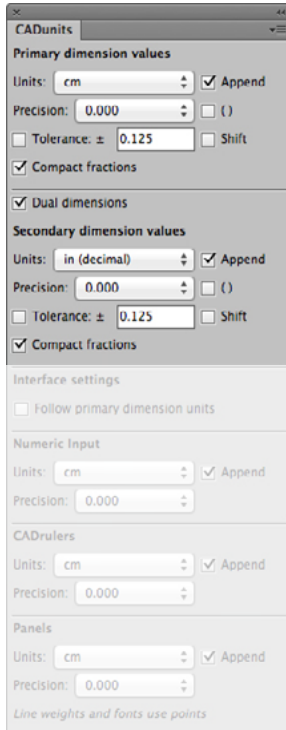 CADunits
Primary dimension values
Units: cm Append
Precision: 0.000 ( )
Tolerance: ± 0.125 Shift
Compact fractions
Dual dimensions
Secondary dimension values
Units: in (decimal) Append
Precision: 0.000 ( )
Tolerance: ± 0.125 Shift
Compact fractions
Interface settings
Follow primary dimension units
Numeric Input
Units: cm Append
Precision: 0.000
CADrulers
Units: cm Append
Precision: 0.000
Panels
Units: cm Append
Precision: 0.000
Line weights and fonts use points